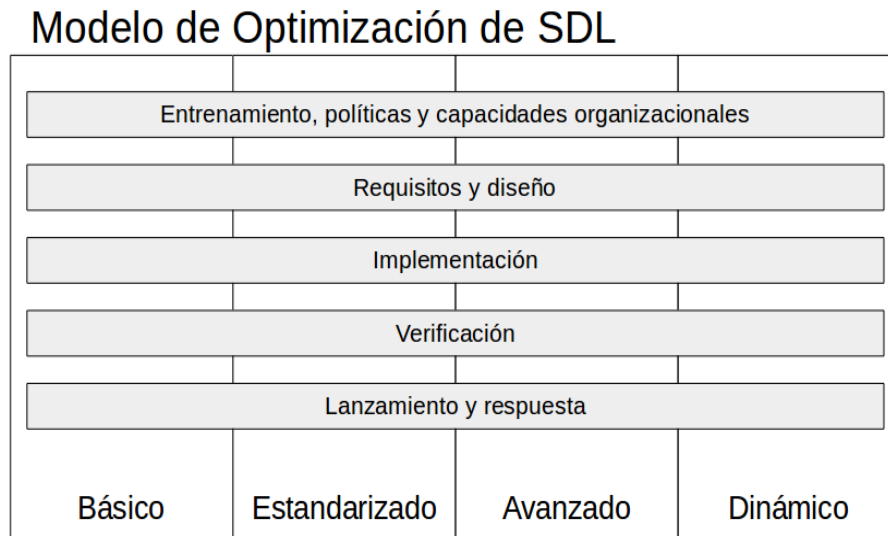 Modelo de Optimización de SDL
Entrenamiento, políticas y capacidades organizacionales
Requisitos y diseño
Implementación
Verificación
Lanzamiento y respuesta
Básico Estandarizado Avanzado Dinámico